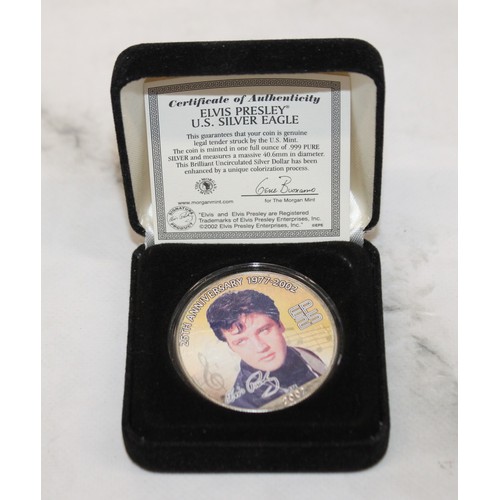 Certificate of Authenticity
ELVIS PRESLEY®
U.S. SILVER EAGLE
This guarantees that your coin is genuine
legal tender struck by the U.S. Mint.
The coin is minted in one full ounce of .999 PURE
SILVER and measures a massive 40.6mm in diameter.
This Brilliant Uncirculated Silver Dollar has been
enhanced by a unique colorization process.
www.morganmint.com
for The Morgan Mint
SIGNATURE
PRODUCT
"Elvis and Elvis Presley are Registered
Trademarks of Elvis Presley Enterprises, Inc.
©2002 Elvis Presley Enterprises, Inc.
25TH ANNIVERSARY 1977-2002